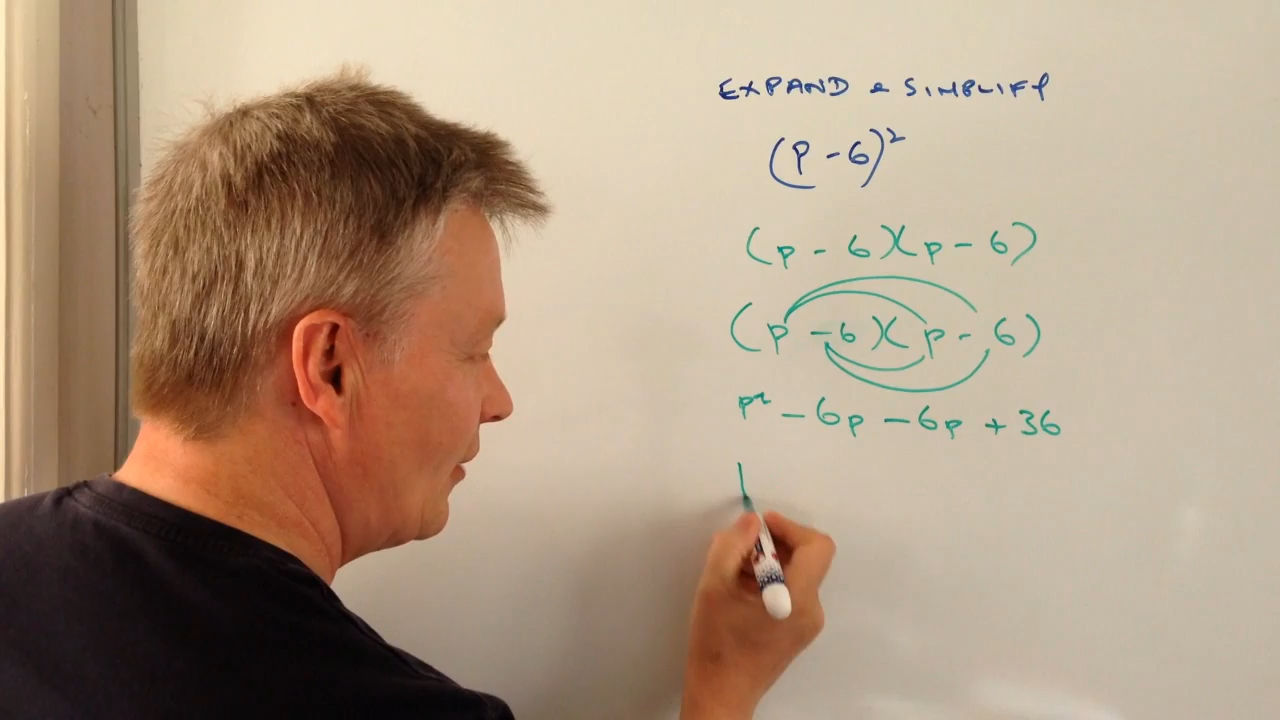 EXPAND & SIMPLIFY
(P - 6)²
(p - 6)(p - 6)
(p - 6)(p - 6)
p² - 6p - 6p + 36